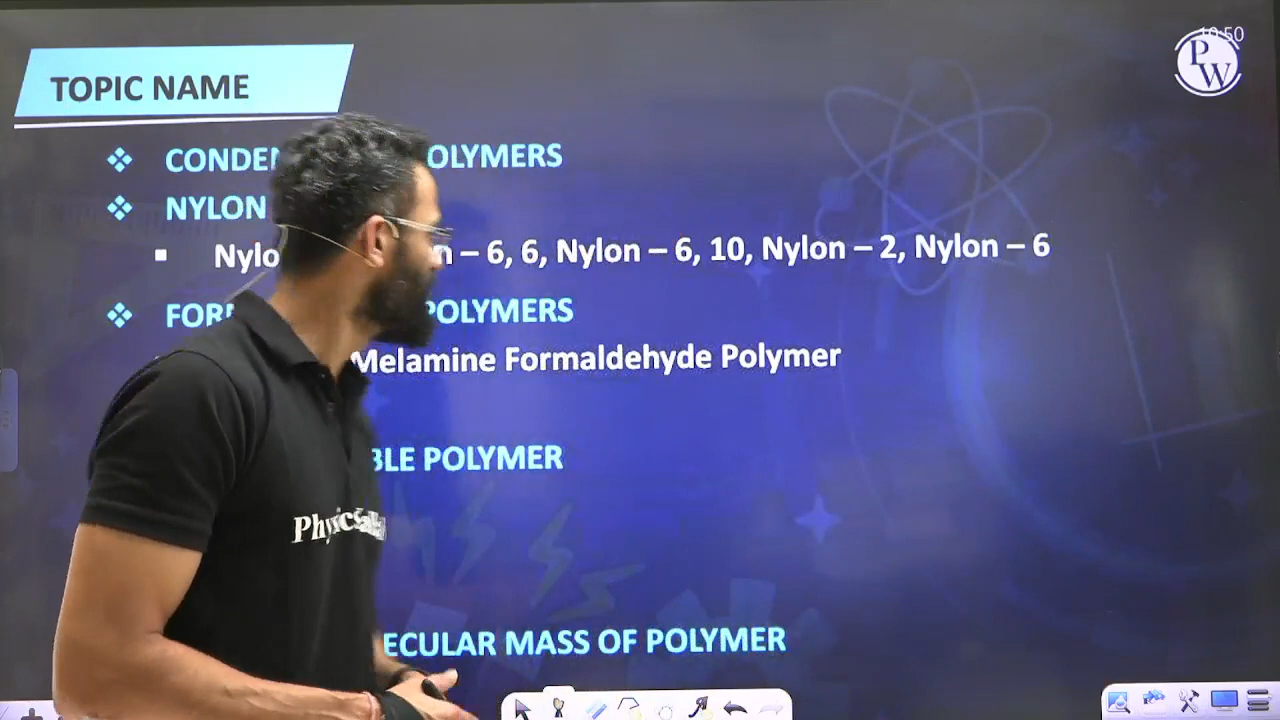 10:50
PW
TOPIC NAME
CONDEN OLYMERS
NYLON
Nylo n – 6, 6, Nylon – 6, 10, Nylon – 2, Nylon – 6
FOR POLYMERS
Melamine Formaldehyde Polymer
BLE POLYMER
ECULAR MASS OF POLYMER